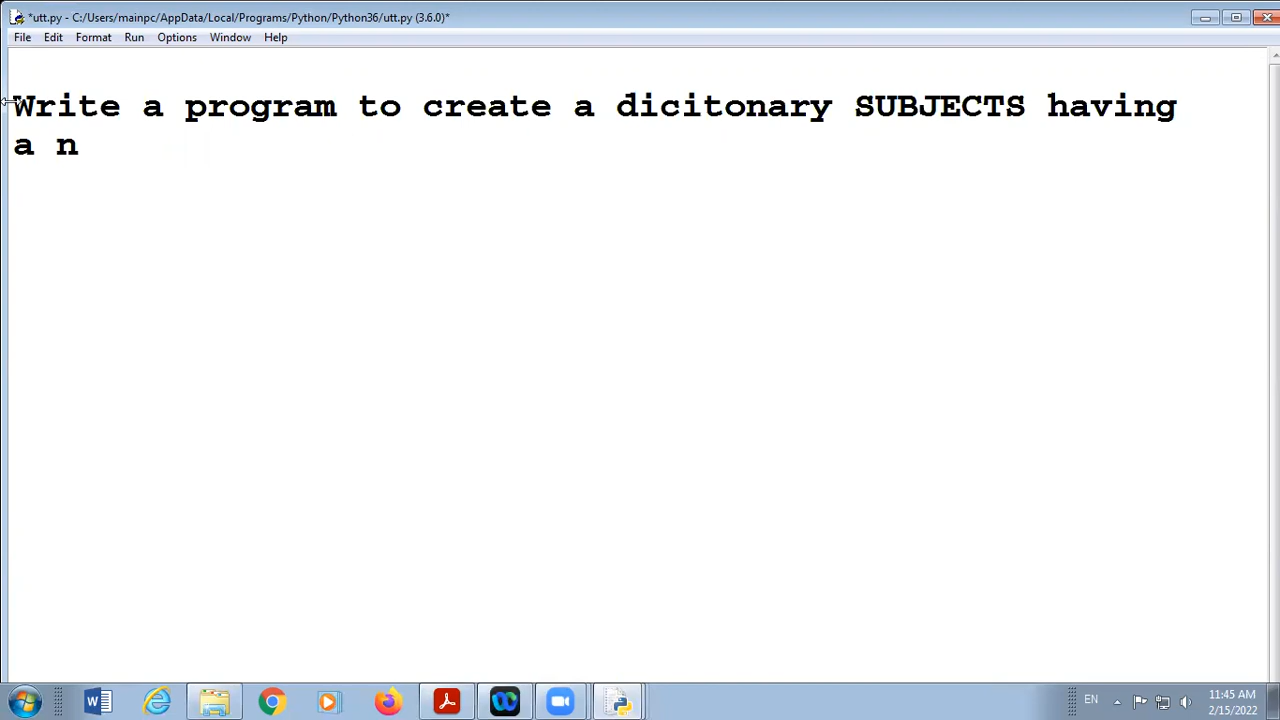 *utt.py - C:/Users/mainpc/AppData/Local/Programs/Python/Python36/utt.py (3.6.0)*
File Edit Format Run Options Window Help
Write a program to create a dicitonary SUBJECTS having
a n
EN
11:45 AM
2/15/2022